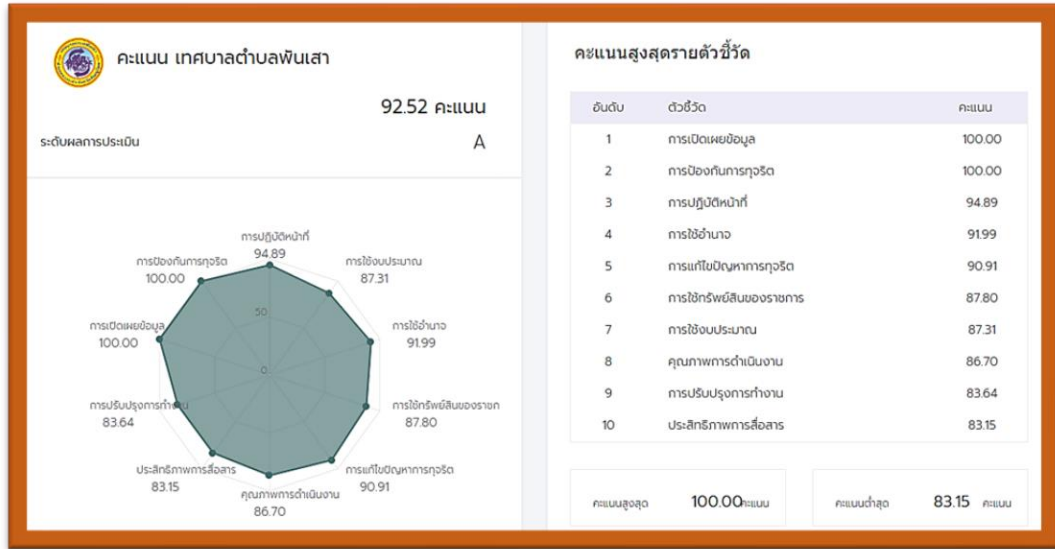 คะแนน เทศบาลตำบลพันเสา
92.52 คะแนน
ระดับผลการประเมิน A
การปฏิบัติหน้าที่
94.89
การป้องกันการทุจริต
100.00
การใช้งบประมาณ
87.31
50
การเปิดเผยข้อมูล
100.00
การใช้อำนาจ
91.99
0
การปรับปรุงการทำงาน
83.64
การใช้ทรัพย์สินของราชก
87.80
ประสิทธิภาพการสื่อสาร
83.15
การแก้ไขปัญหาการทุจริต
90.91
คุณภาพการดำเนินงาน
86.70
คะแนนสูงสุดรายตัวชี้วัด
อันดับ ตัวชี้วัด คะแนน
1 การเปิดเผยข้อมูล 100.00
2 การป้องกันการทุจริต 100.00
3 การปฏิบัติหน้าที่ 94.89
4 การใช้อำนาจ 91.99
5 การแก้ไขปัญหาการทุจริต 90.91
6 การใช้ทรัพย์สินของราชการ 87.80
7 การใช้งบประมาณ 87.31
8 คุณภาพการดำเนินงาน 86.70
9 การปรับปรุงการทำงาน 83.64
10 ประสิทธิภาพการสื่อสาร 83.15
คะแนนสูงสุด 100.00 คะแนน
คะแนนต่ำสุด 83.15 คะแนน